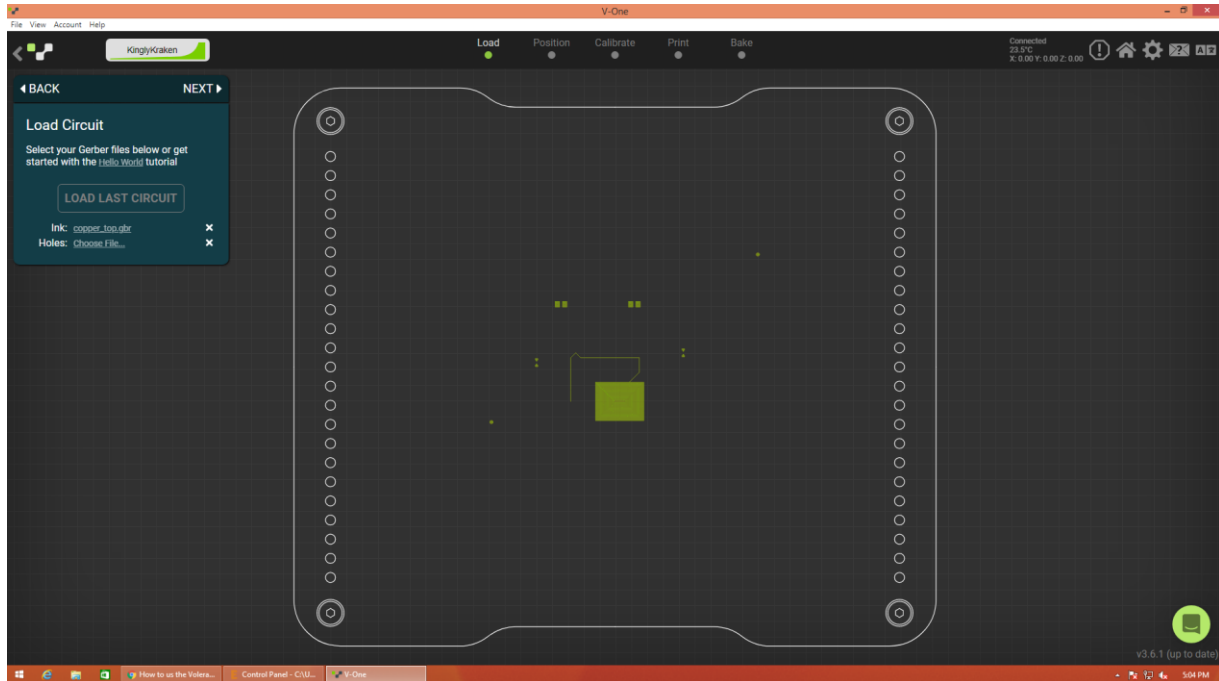 V-One
File View Account Help
KinglyKraken
Load Position Calibrate Print Bake
Connected
23.5°C
X: 0.00 Y: 0.00 Z: 0.00
BACK NEXT
Load Circuit
Select your Gerber files below or get
started with the Hello World tutorial
LOAD LAST CIRCUIT
Ink: copper_top.gbr
Holes: Choose File...
v3.6.1 (up to date)
How to us the Volera... Control Panel - C:\U... V-One 5:04 PM